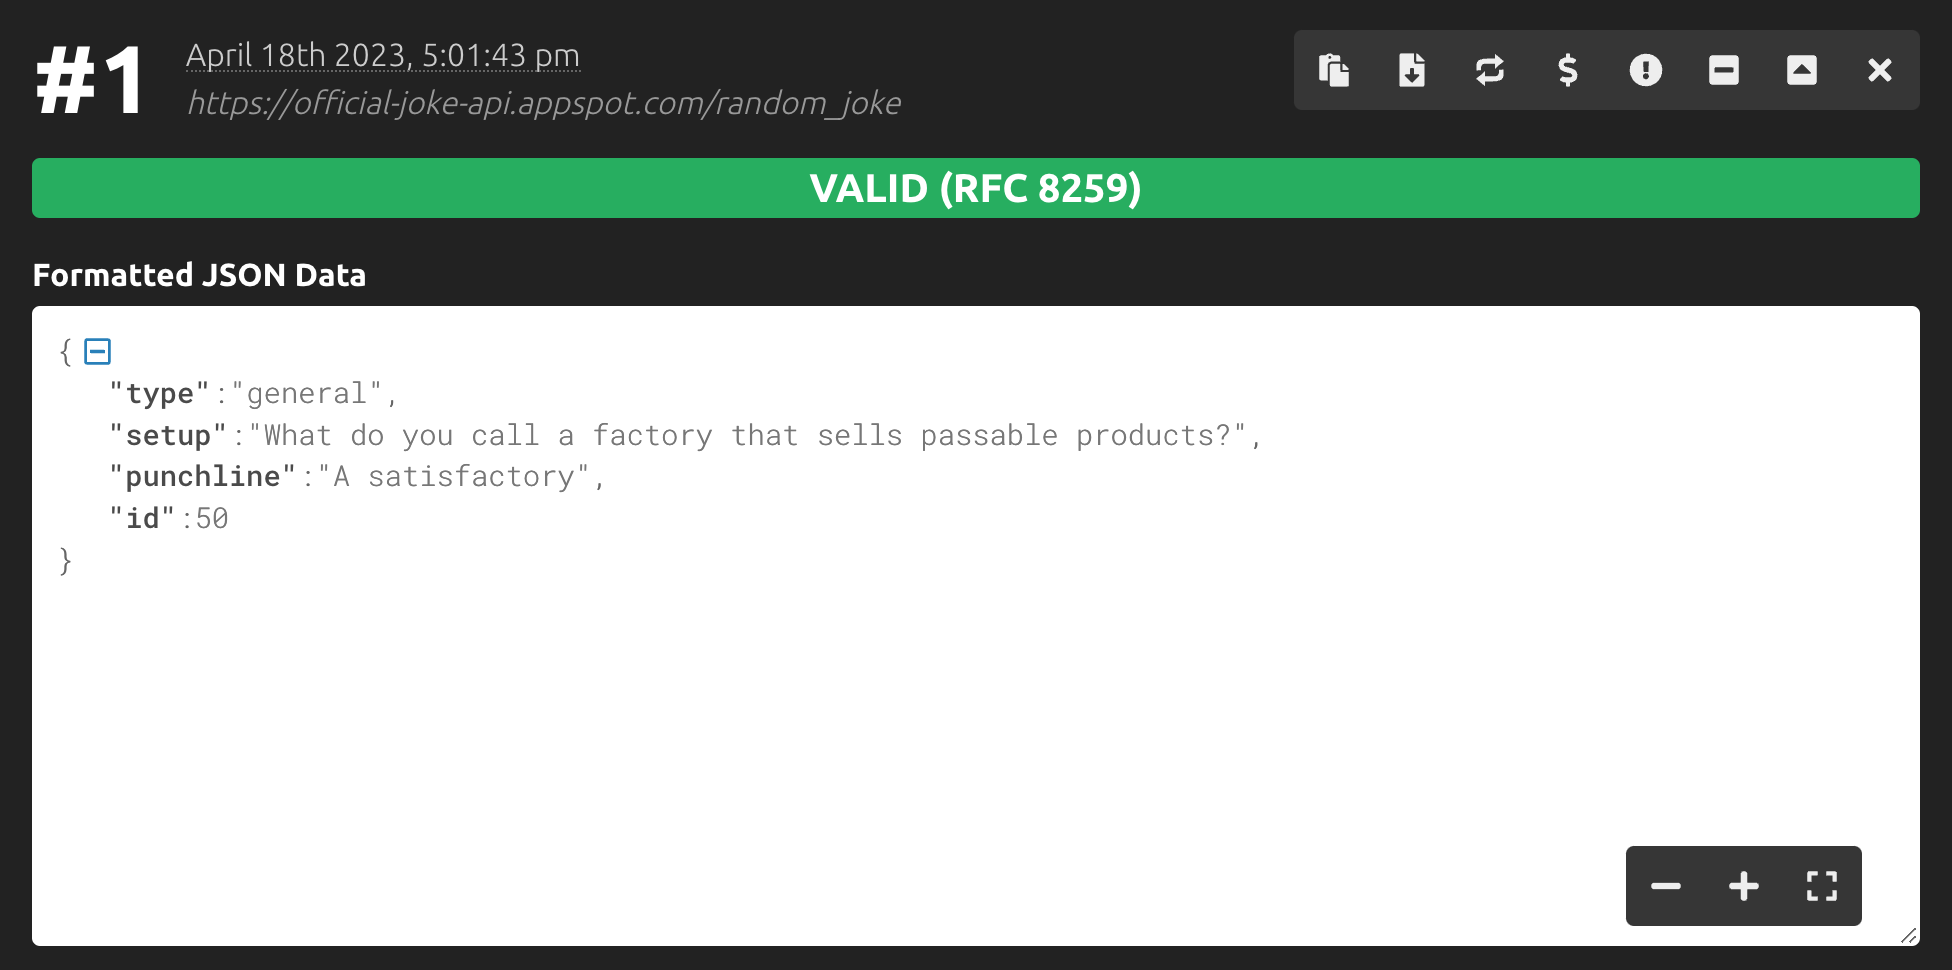 #1
April 18th 2023, 5:01:43 pm
https://official-joke-api.appspot.com/random_joke
VALID (RFC 8259)
Formatted JSON Data
{
"type":"general",
"setup":"What do you call a factory that sells passable products?",
"punchline":"A satisfactory",
"id":50
}